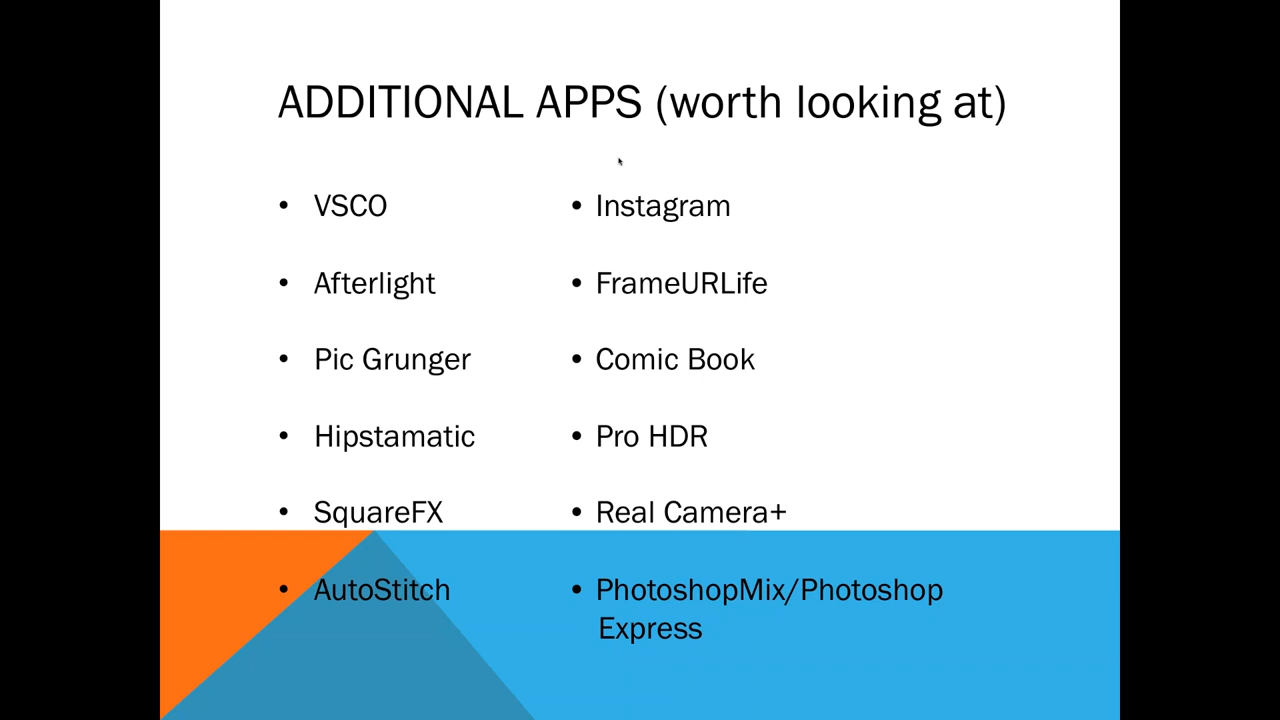 ADDITIONAL APPS (worth looking at)
• VSCO
• Afterlight
• Pic Grunger
• Hipstamatic
• SquareFX
• AutoStitch
• Instagram
• FrameURLife
• Comic Book
• Pro HDR
• Real Camera+
• PhotoshopMix/Photoshop
Express